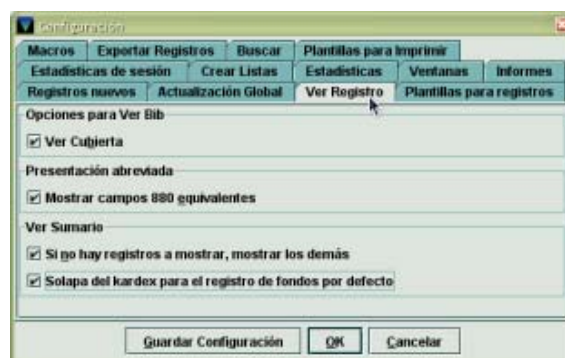 Configuración
Macros Exportar Registros Buscar Plantillas para Imprimir
Estadísticas de sesión Crear Listas Estadísticas Ventanas Informes
Registros nuevos Actualización Global Ver Registro Plantillas para registros
Opciones para Ver Bib
Ver Cubierta
Presentación abreviada
Mostrar campos 880 equivalentes
Ver Sumario
Si no hay registros a mostrar, mostrar los demás
Solapa del kardex para el registro de fondos por defecto
Guardar Configuración OK Cancelar